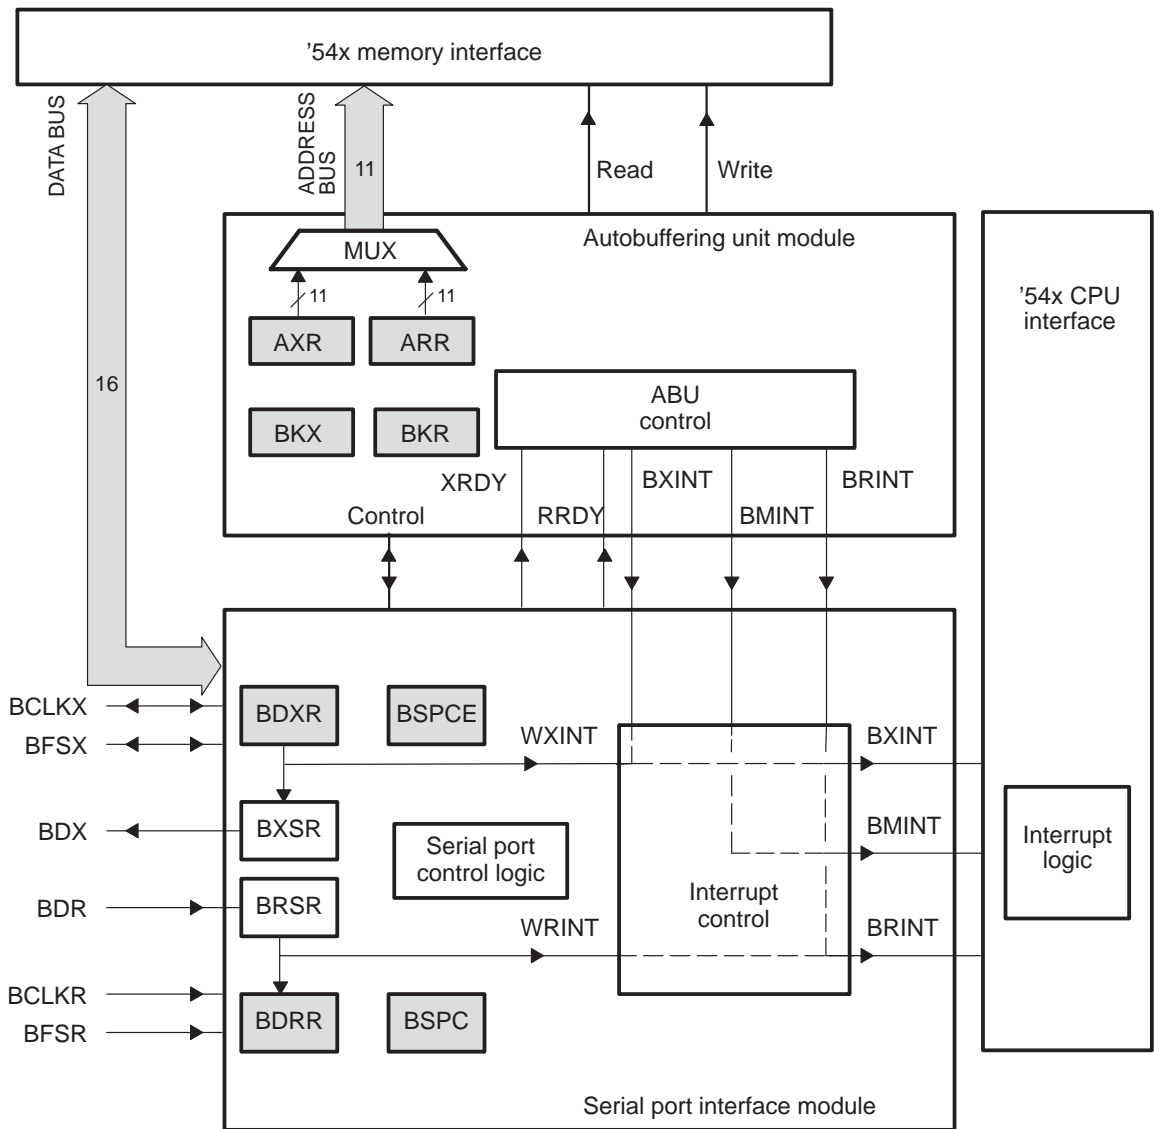 ’54x memory interface
DATA BUS
ADDRESS
BUS
11
Read
Write
Autobuffering unit module
MUX
11
11
’54x CPU
interface
AXR
ARR
16
ABU
control
BKX
BKR
XRDY
BXINT
BRINT
Control
RRDY
BMINT
BCLKX
BDXR
BSPCE
BFSX
WXINT
BXINT
BDX
BXSR
Serial port
control logic
BMINT
Interrupt
logic
BDR
BRSR
Interrupt
control
WRINT
BRINT
BCLKR
BDRR
BSPC
BFSR
Serial port interface module